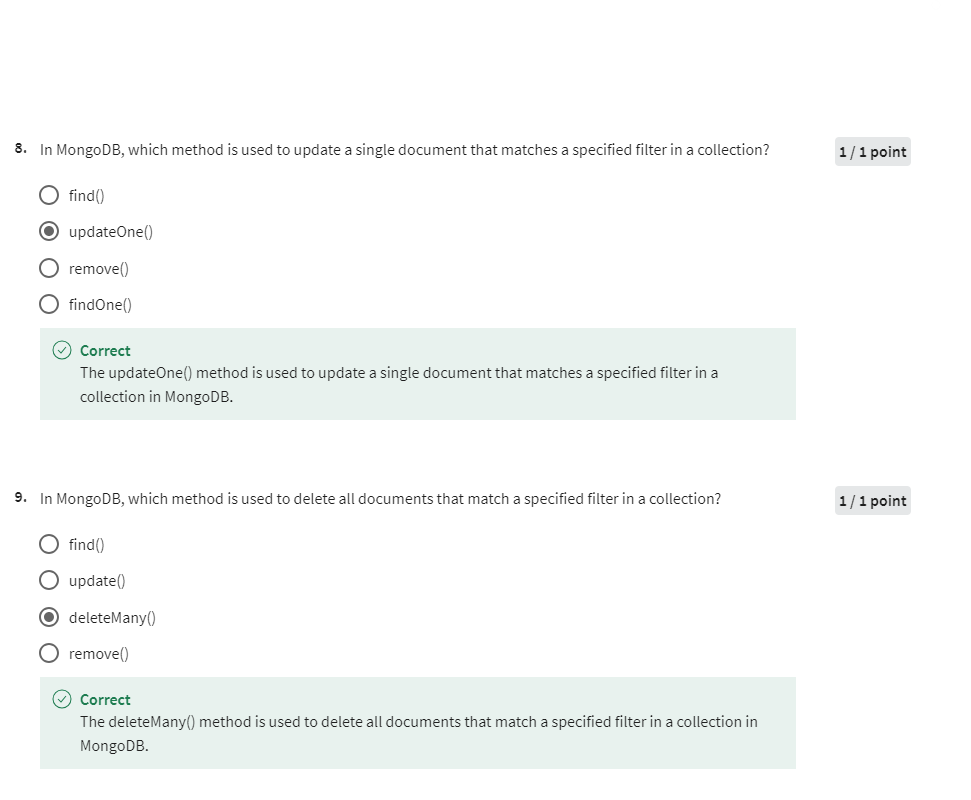 8. In MongoDB, which method is used to update a single document that matches a specified filter in a collection? 1 / 1 point
find()
updateOne()
remove()
findOne()
Correct
The updateOne() method is used to update a single document that matches a specified filter in a
collection in MongoDB.
9. In MongoDB, which method is used to delete all documents that match a specified filter in a collection? 1 / 1 point
find()
update()
deleteMany()
remove()
Correct
The deleteMany() method is used to delete all documents that match a specified filter in a collection in
MongoDB.